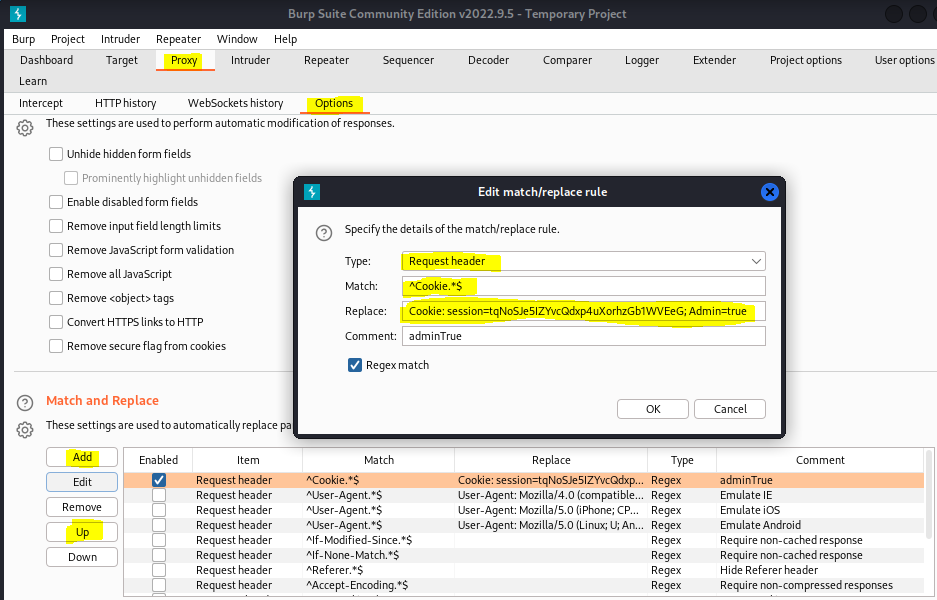 Burp Suite Community Edition v2022.9.5 - Temporary Project
Burp Project Intruder Repeater Window Help
Dashboard Target Proxy Intruder Repeater Sequencer Decoder Comparer Logger Extender Project options User options
Learn
Intercept HTTP history WebSockets history Options
These settings are used to perform automatic modification of responses.
Unhide hidden form fields
Prominently highlight unhidden fields
Enable disabled form fields
Remove input field length limits
Remove JavaScript form validation
Remove all JavaScript
Remove <object> tags
Convert HTTPS links to HTTP
Remove secure flag from cookies
Edit match/replace rule
Specify the details of the match/replace rule.
Type: Request header
Match: ^Cookie.*$
Replace: Cookie: session=tqNoSJe5IZYvcQdxp4uXorhzGb1WVEeG; Admin=true
Comment: adminTrue
Regex match
OK Cancel
Match and Replace
These settings are used to automatically replace pa
Add
Edit
Remove
Up
Down
Enabled Item Match Replace Type Comment
Request header ^Cookie.*$ Cookie: session=tqNoSJe5IZYvcQdxp... Regex adminTrue
Request header ^User-Agent.*$ User-Agent: Mozilla/4.0 (compatible... Regex Emulate IE
Request header ^User-Agent.*$ User-Agent: Mozilla/5.0 (iPhone; CP... Regex Emulate iOS
Request header ^User-Agent.*$ User-Agent: Mozilla/5.0 (Linux; U; An... Regex Emulate Android
Request header ^If-Modified-Since.*$ Regex Require non-cached response
Request header ^If-None-Match.*$ Regex Require non-cached response
Request header ^Referer.*$ Regex Hide Referer header
Request header ^Accept-Encoding.*$ Regex Require non-compressed responses